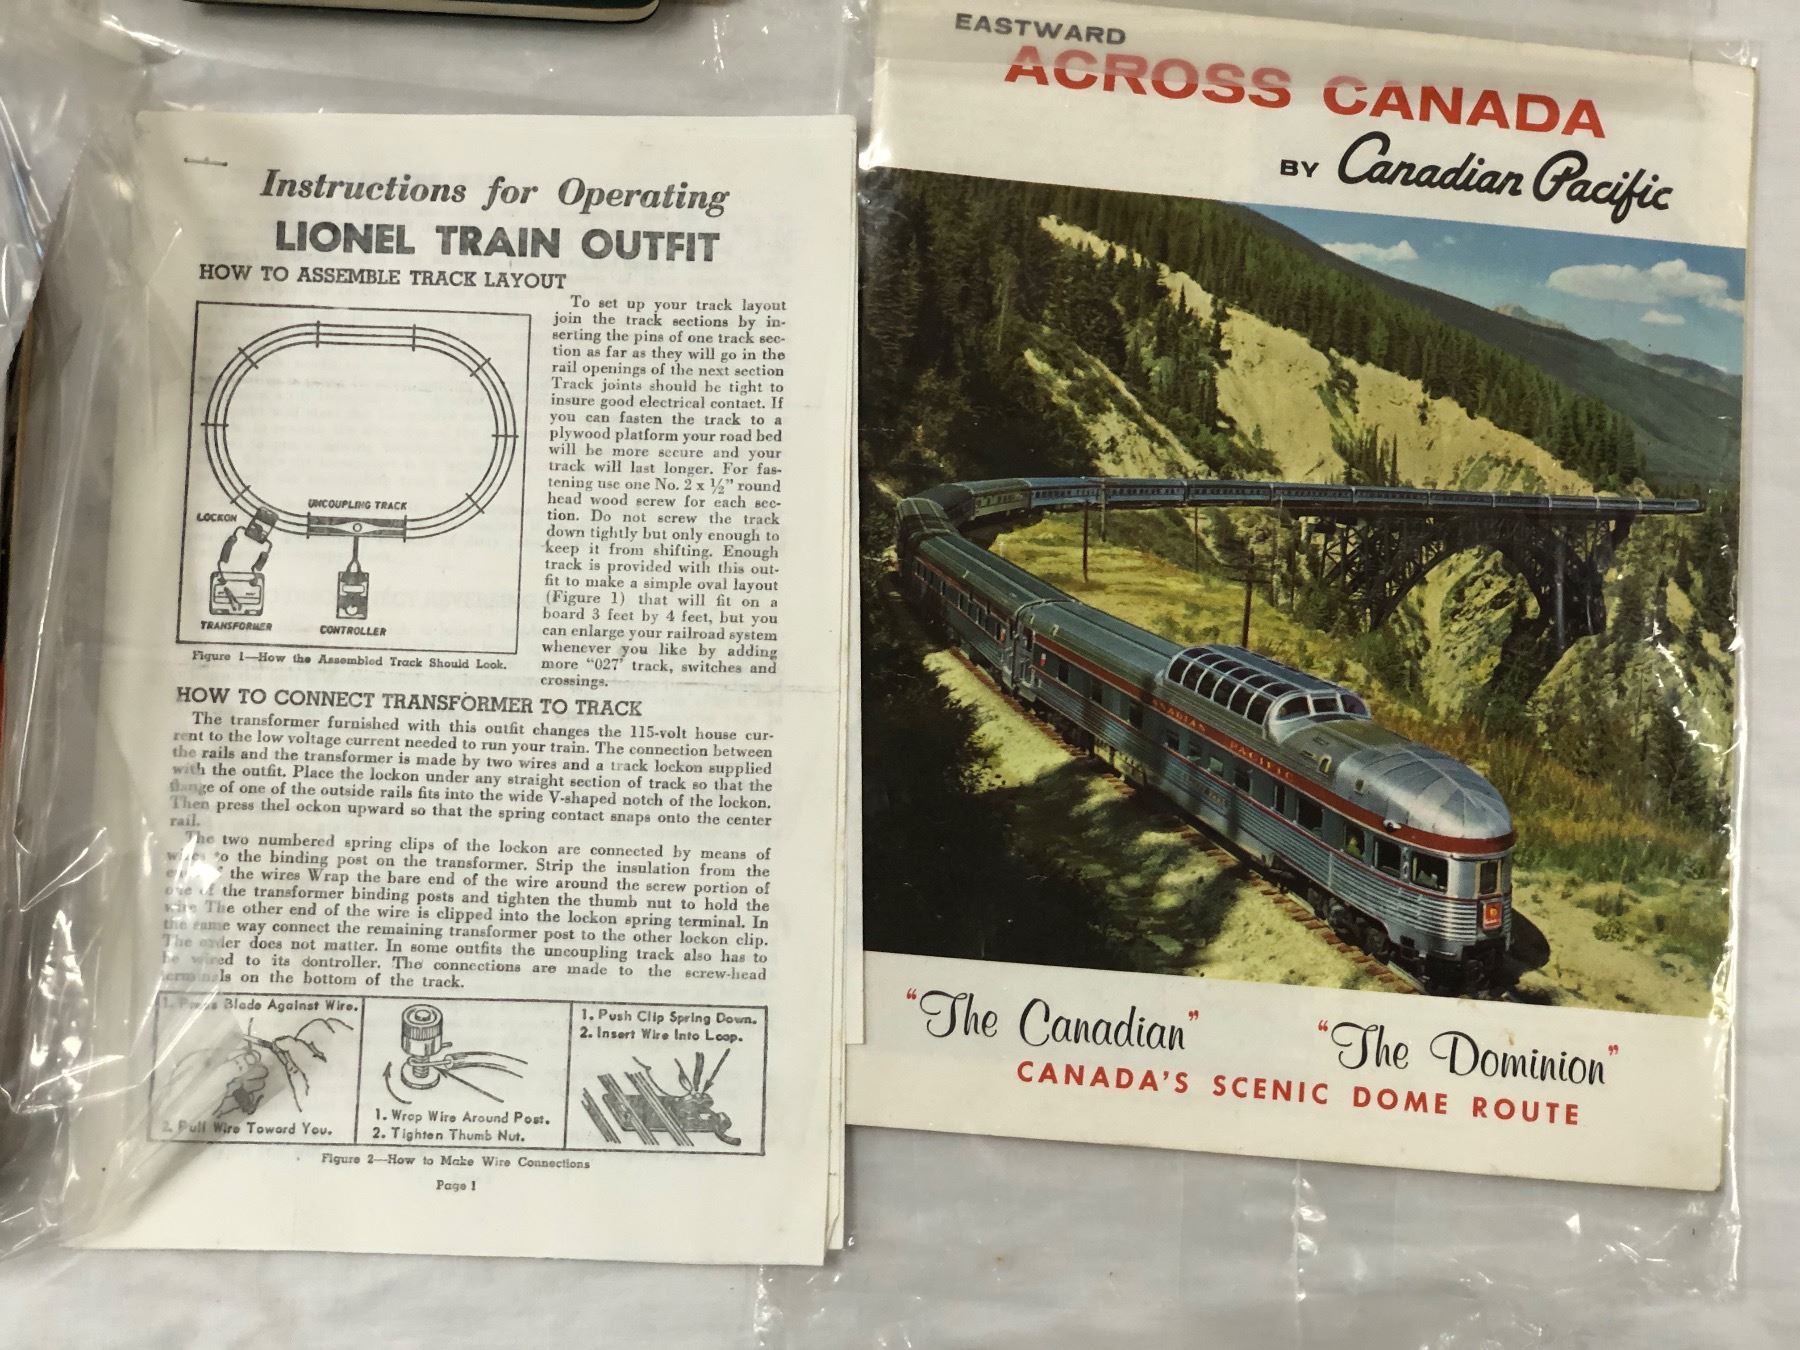 Instructions for Operating
LIONEL TRAIN OUTFIT
HOW TO ASSEMBLE TRACK LAYOUT
UNCOUPLING TRACK
LOCKON
TRANSFORMER
CONTROLLER
Figure 1—How the Assembled Track Should Look.
To set up your track layout
join the track sections by in-
serting the pins of one track sec-
tion as far as they will go in the
rail openings of the next section
Track joints should be tight to
insure good electrical contact. If
you can fasten the track to a
plywood platform your road bed
will be more secure and your
track will last longer. For fas-
tening use one No. 2 x ½" round
head wood screw for each sec-
tion. Do not screw the track
down tightly but only enough to
keep it from shifting. Enough
track is provided with this out-
fit to make a simple oval layout
(Figure 1) that will fit on a
board 3 feet by 4 feet, but you
can enlarge your railroad system
whenever you like by adding
more "027' track, switches and
crossings.
HOW TO CONNECT TRANSFORMER TO TRACK
The transformer furnished with this outfit changes the 115-volt house cur-
rent to the low voltage current needed to run your train. The connection between
the rails and the transformer is made by two wires and a track lockon supplied
with the outfit. Place the lockon under any straight section of track so that the
flange of one of the outside rails fits into the wide V-shaped notch of the lockon.
Then press thel ockon upward so that the spring contact snaps onto the center
rail.
The two numbered spring clips of the lockon are connected by means of
wires to the binding post on the transformer. Strip the insulation from the
the wires Wrap the bare end of the wire around the screw portion of
one of the transformer binding posts and tighten the thumb nut to hold the
wire The other end of the wire is clipped into the lockon spring terminal. In
the same way connect the remaining transformer post to the other lockon clip.
The order does not matter. In some outfits the uncoupling track also has to
be wired to its controller. The connections are made to the screw-head
terminals on the bottom of the track.
1. Press Blade Against Wire.
2. Pull Wire Toward You.
1. Wrap Wire Around Post.
2. Tighten Thumb Nut.
1. Push Clip Spring Down.
2. Insert Wire Into Loop.
Figure 2—How to Make Wire Connections
Page 1
EASTWARD
ACROSS CANADA
BY Canadian Pacific
CANADIAN PACIFIC
"The Canadian" "The Dominion"
CANADA'S SCENIC DOME ROUTE